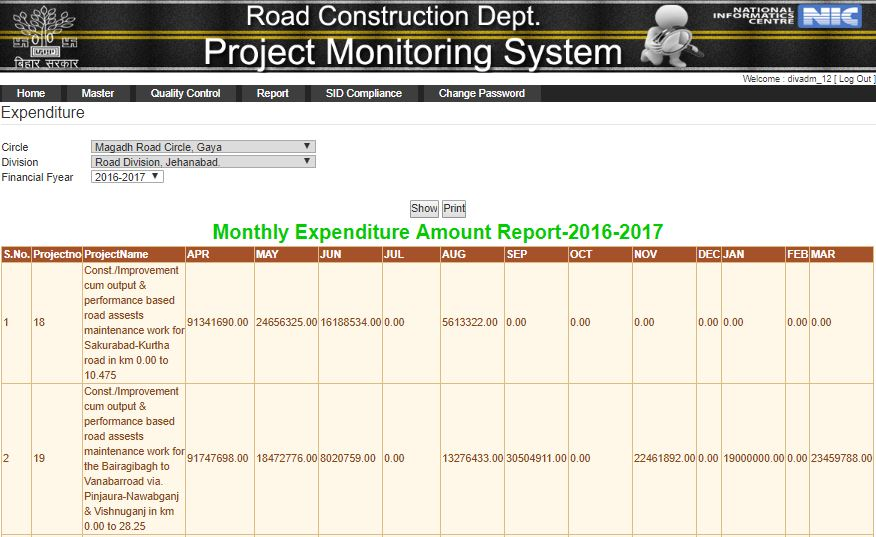 Road Construction Dept.
Project Monitoring System
बिहार सरकार
NATIONAL
INFORMATICS
CENTRE
NIC
Welcome : divadm_12 [ Log Out ]
Home Master Quality Control Report SID Compliance Change Password
Expenditure
Circle Magadh Road Circle, Gaya
Division Road Division, Jehanabad.
Financial Fyear 2016-2017
Show Print
Monthly Expenditure Amount Report-2016-2017
S.No. Projectno ProjectName APR MAY JUN JUL AUG SEP OCT NOV DEC JAN FEB MAR
Const./Improvement
cum output &
performance based
road assests
1 18 maintenance work for 91341690.00 24656325.00 16188534.00 0.00 5613322.00 0.00 0.00 0.00 0.00 0.00 0.00 0.00
Sakurabad-Kurtha
road in km 0.00 to
10.475
Const./Improvement
cum output &
performance based
road assests
maintenance work for
2 19 the Bairagibagh to 91747698.00 18472776.00 8020759.00 0.00 13276433.00 30504911.00 0.00 22461892.00 0.00 19000000.00 0.00 23459788.00
Vanabarroad via.
Pinjaura-Nawabganj
& Vishnuganj in km
0.00 to 28.25